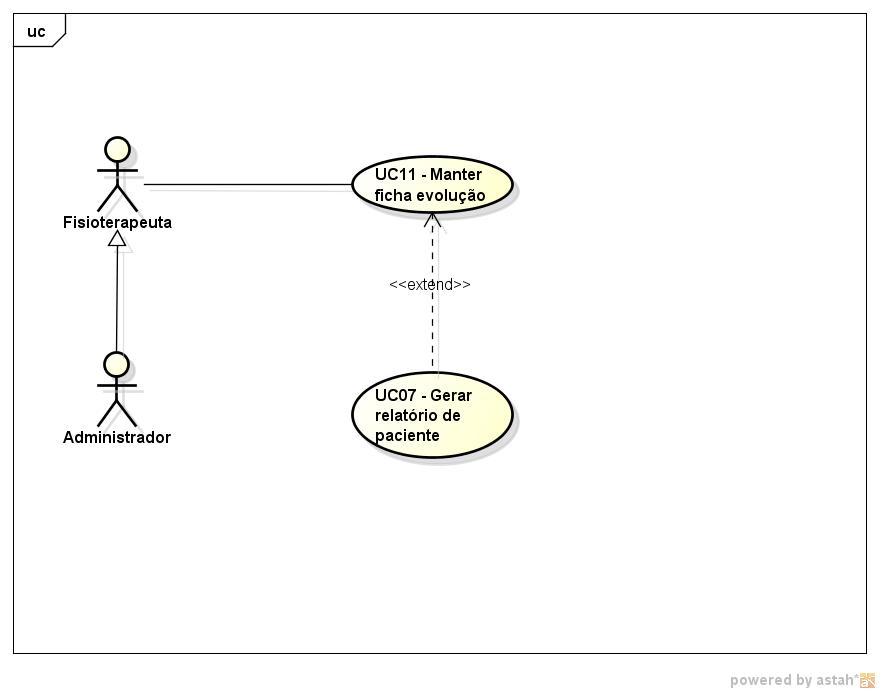 uc
UC11 - Manter
ficha evolução
Fisioterapeuta
<<extend>>
UC07 - Gerar
relatório de
paciente
Administrador
powered by astah*